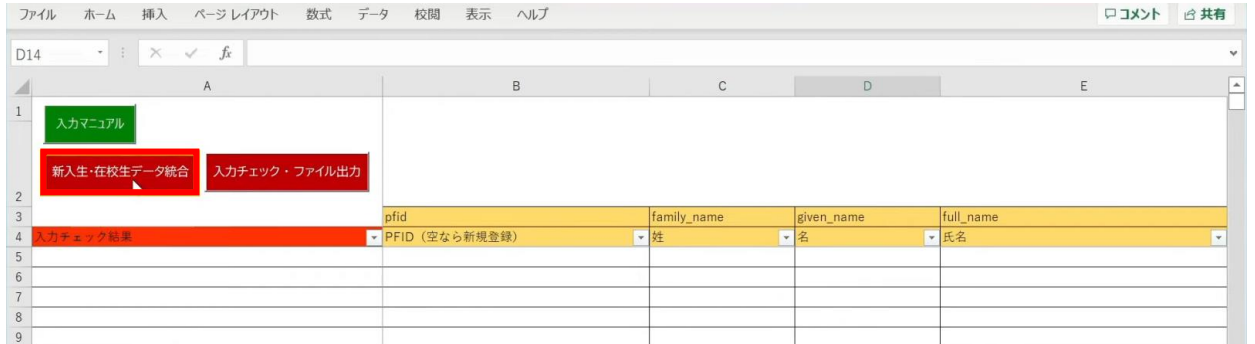 ファイル ホーム 挿入 ページ レイアウト 数式 データ 校閲 表示 ヘルプ コメント 共有
D14 fx
A B C D E
1
入力マニュアル
新入生・在校生データ統合 入力チェック・ファイル出力
2
3 pfid family_name given_name full_name
4 入力チェック結果 PFID（空なら新規登録） 姓 名 氏名
5
6
7
8
9